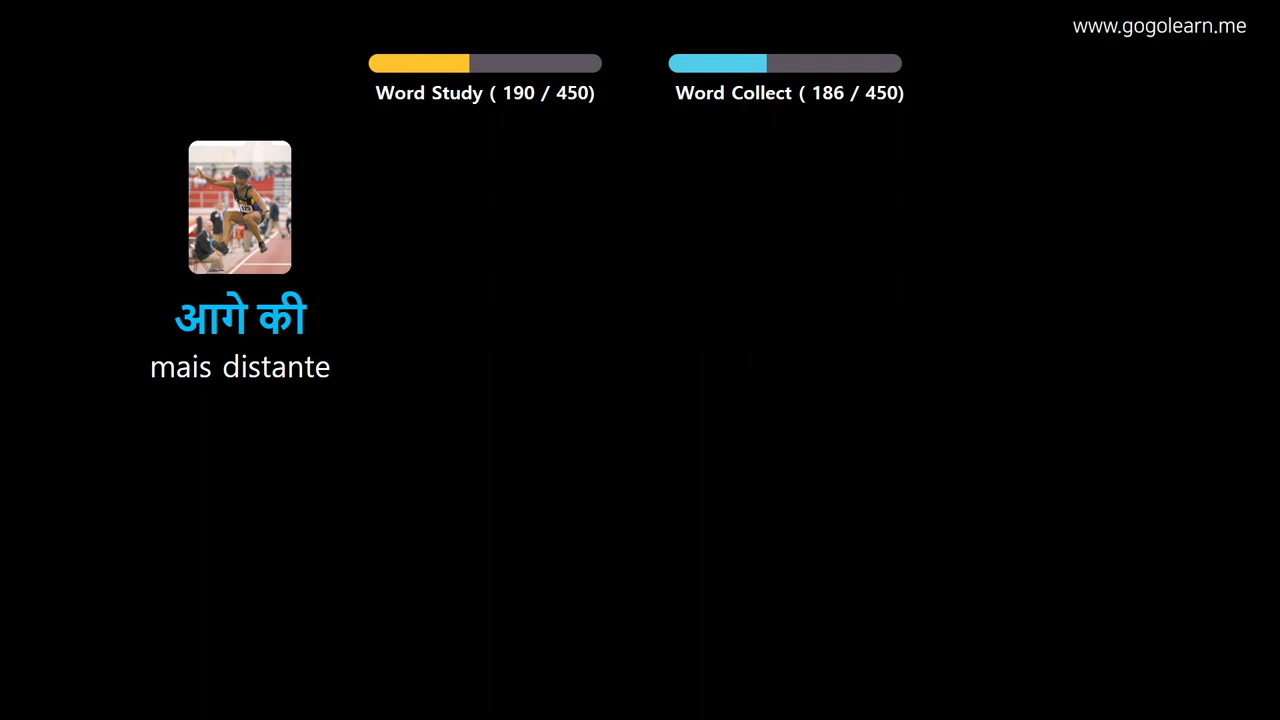 www.gogolearn.me
Word Study ( 190 / 450)
Word Collect ( 186 / 450)
आगे की
mais distante